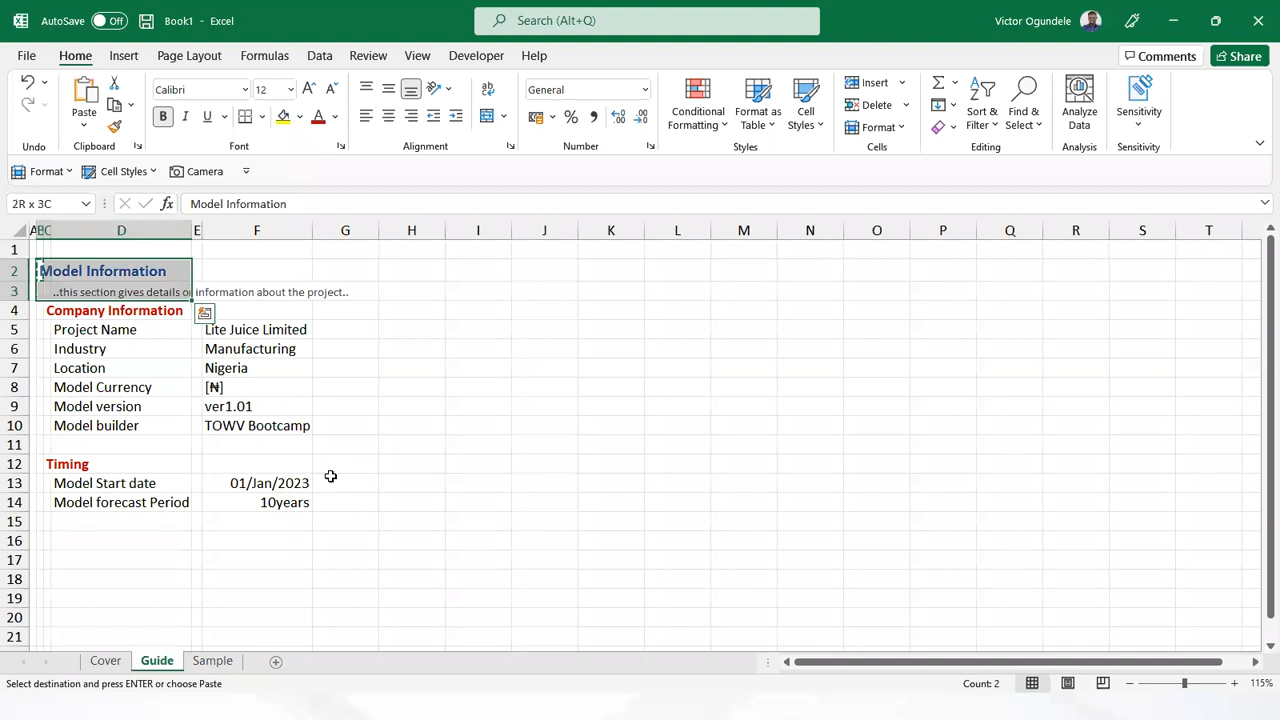 AutoSave Off Book1 - Excel Search (Alt+Q) Victor Ogundele
File Home Insert Page Layout Formulas Data Review View Developer Help Comments Share
Calibri 12 General Insert
Paste Conditional Formatting Format as Table Cell Styles Delete Sort & Filter Find & Select Analyze Data Sensitivity
B I U A Format
Undo Clipboard Font Alignment Number Styles Cells Editing Analysis Sensitivity
Format Cell Styles Camera
2R x 3C fx Model Information
A B C D E F G H I J K L M N O P Q R S T
1
2 Model Information
3 ..this section gives details or information about the project..
4 Company Information
5 Project Name Lite Juice Limited
6 Industry Manufacturing
7 Location Nigeria
8 Model Currency [₦]
9 Model version ver1.01
10 Model builder TOWV Bootcamp
11
12 Timing
13 Model Start date 01/Jan/2023
14 Model forecast Period 10years
15
16
17
18
19
20
21
Cover Guide Sample
Select destination and press ENTER or choose Paste Count: 2 115%